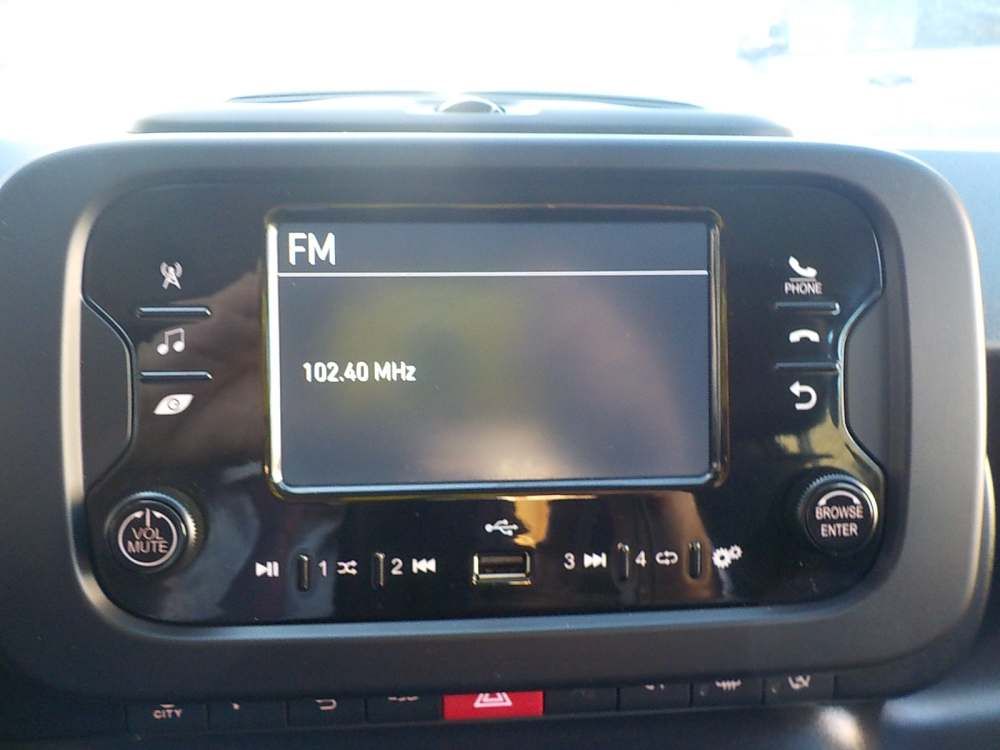 FM
PHONE
102.40 MHz
VOL
MUTE
BROWSE
ENTER
1
2
3
4
CITY